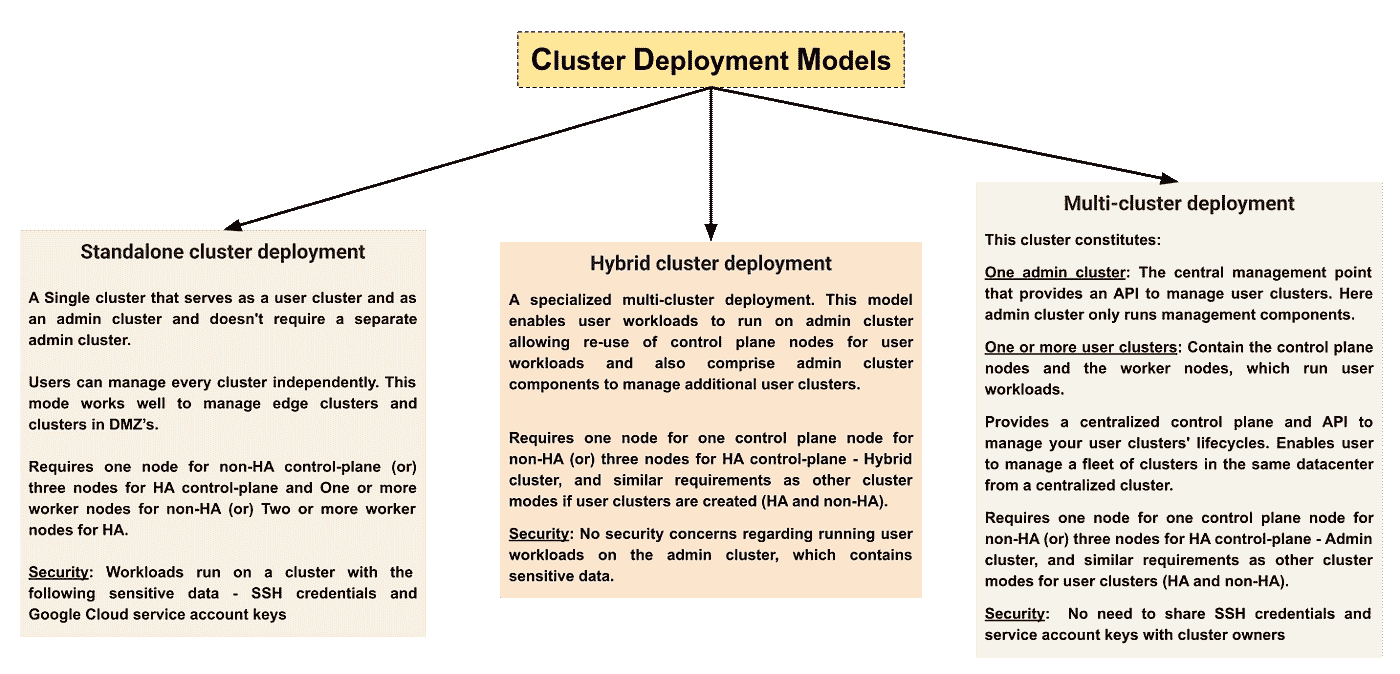 Cluster Deployment Models
Standalone cluster deployment
A Single cluster that serves as a user cluster and as
an admin cluster and doesn't require a separate
admin cluster.
Users can manage every cluster independently. This
mode works well to manage edge clusters and
clusters in DMZ's.
Requires one node for non-HA control-plane (or)
three nodes for HA control-plane and One or more
worker nodes for non-HA (or) Two or more worker
nodes for HA.
Security: Workloads run on a cluster with the
following sensitive data - SSH credentials and
Google Cloud service account keys
Hybrid cluster deployment
A specialized multi-cluster deployment. This model
enables user workloads to run on admin cluster
allowing re-use of control plane nodes for user
workloads and also comprise admin cluster
components to manage additional user clusters.
Requires one node for one control plane node for
non-HA (or) three nodes for HA control-plane - Hybrid
cluster, and similar requirements as other cluster
modes if user clusters are created (HA and non-HA).
Security: No security concerns regarding running user
workloads on the admin cluster, which contains
sensitive data.
Multi-cluster deployment
This cluster constitutes:
One admin cluster: The central management point
that provides an API to manage user clusters. Here
admin cluster only runs management components.
One or more user clusters: Contain the control plane
nodes and the worker nodes, which run user
workloads.
Provides a centralized control plane and API to
manage your user clusters' lifecycles. Enables user
to manage a fleet of clusters in the same datacenter
from a centralized cluster.
Requires one node for one control plane node for
non-HA (or) three nodes for HA control-plane - Admin
cluster, and similar requirements as other cluster
modes for user clusters (HA and non-HA).
Security: No need to share SSH credentials and
service account keys with cluster owners